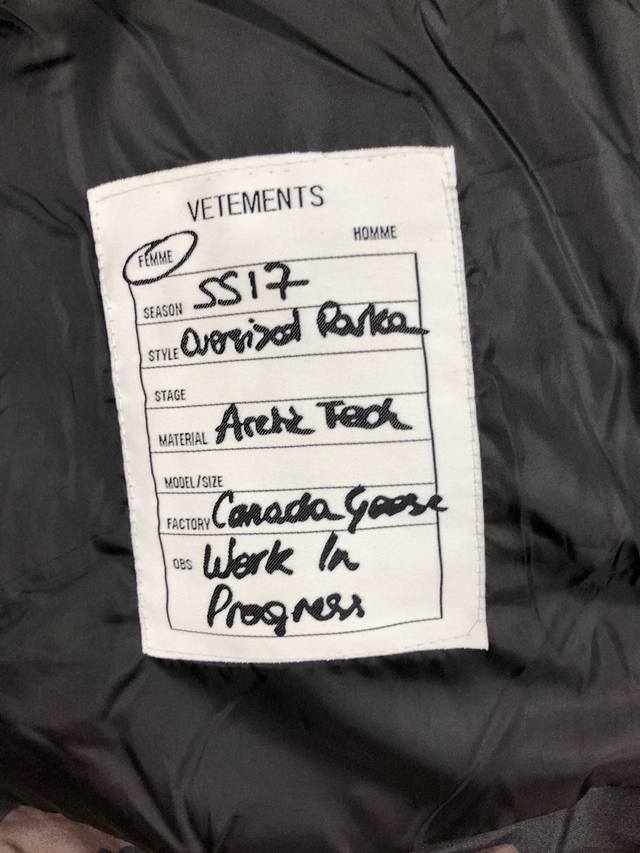 VETEMENTS
HOMME
FEMME
SEASON SS17
STYLE Oversized Parka
STAGE
MATERIAL Arctic Tech
MODEL/SIZE
FACTORY Canada Goose
OBS Work In
Progress